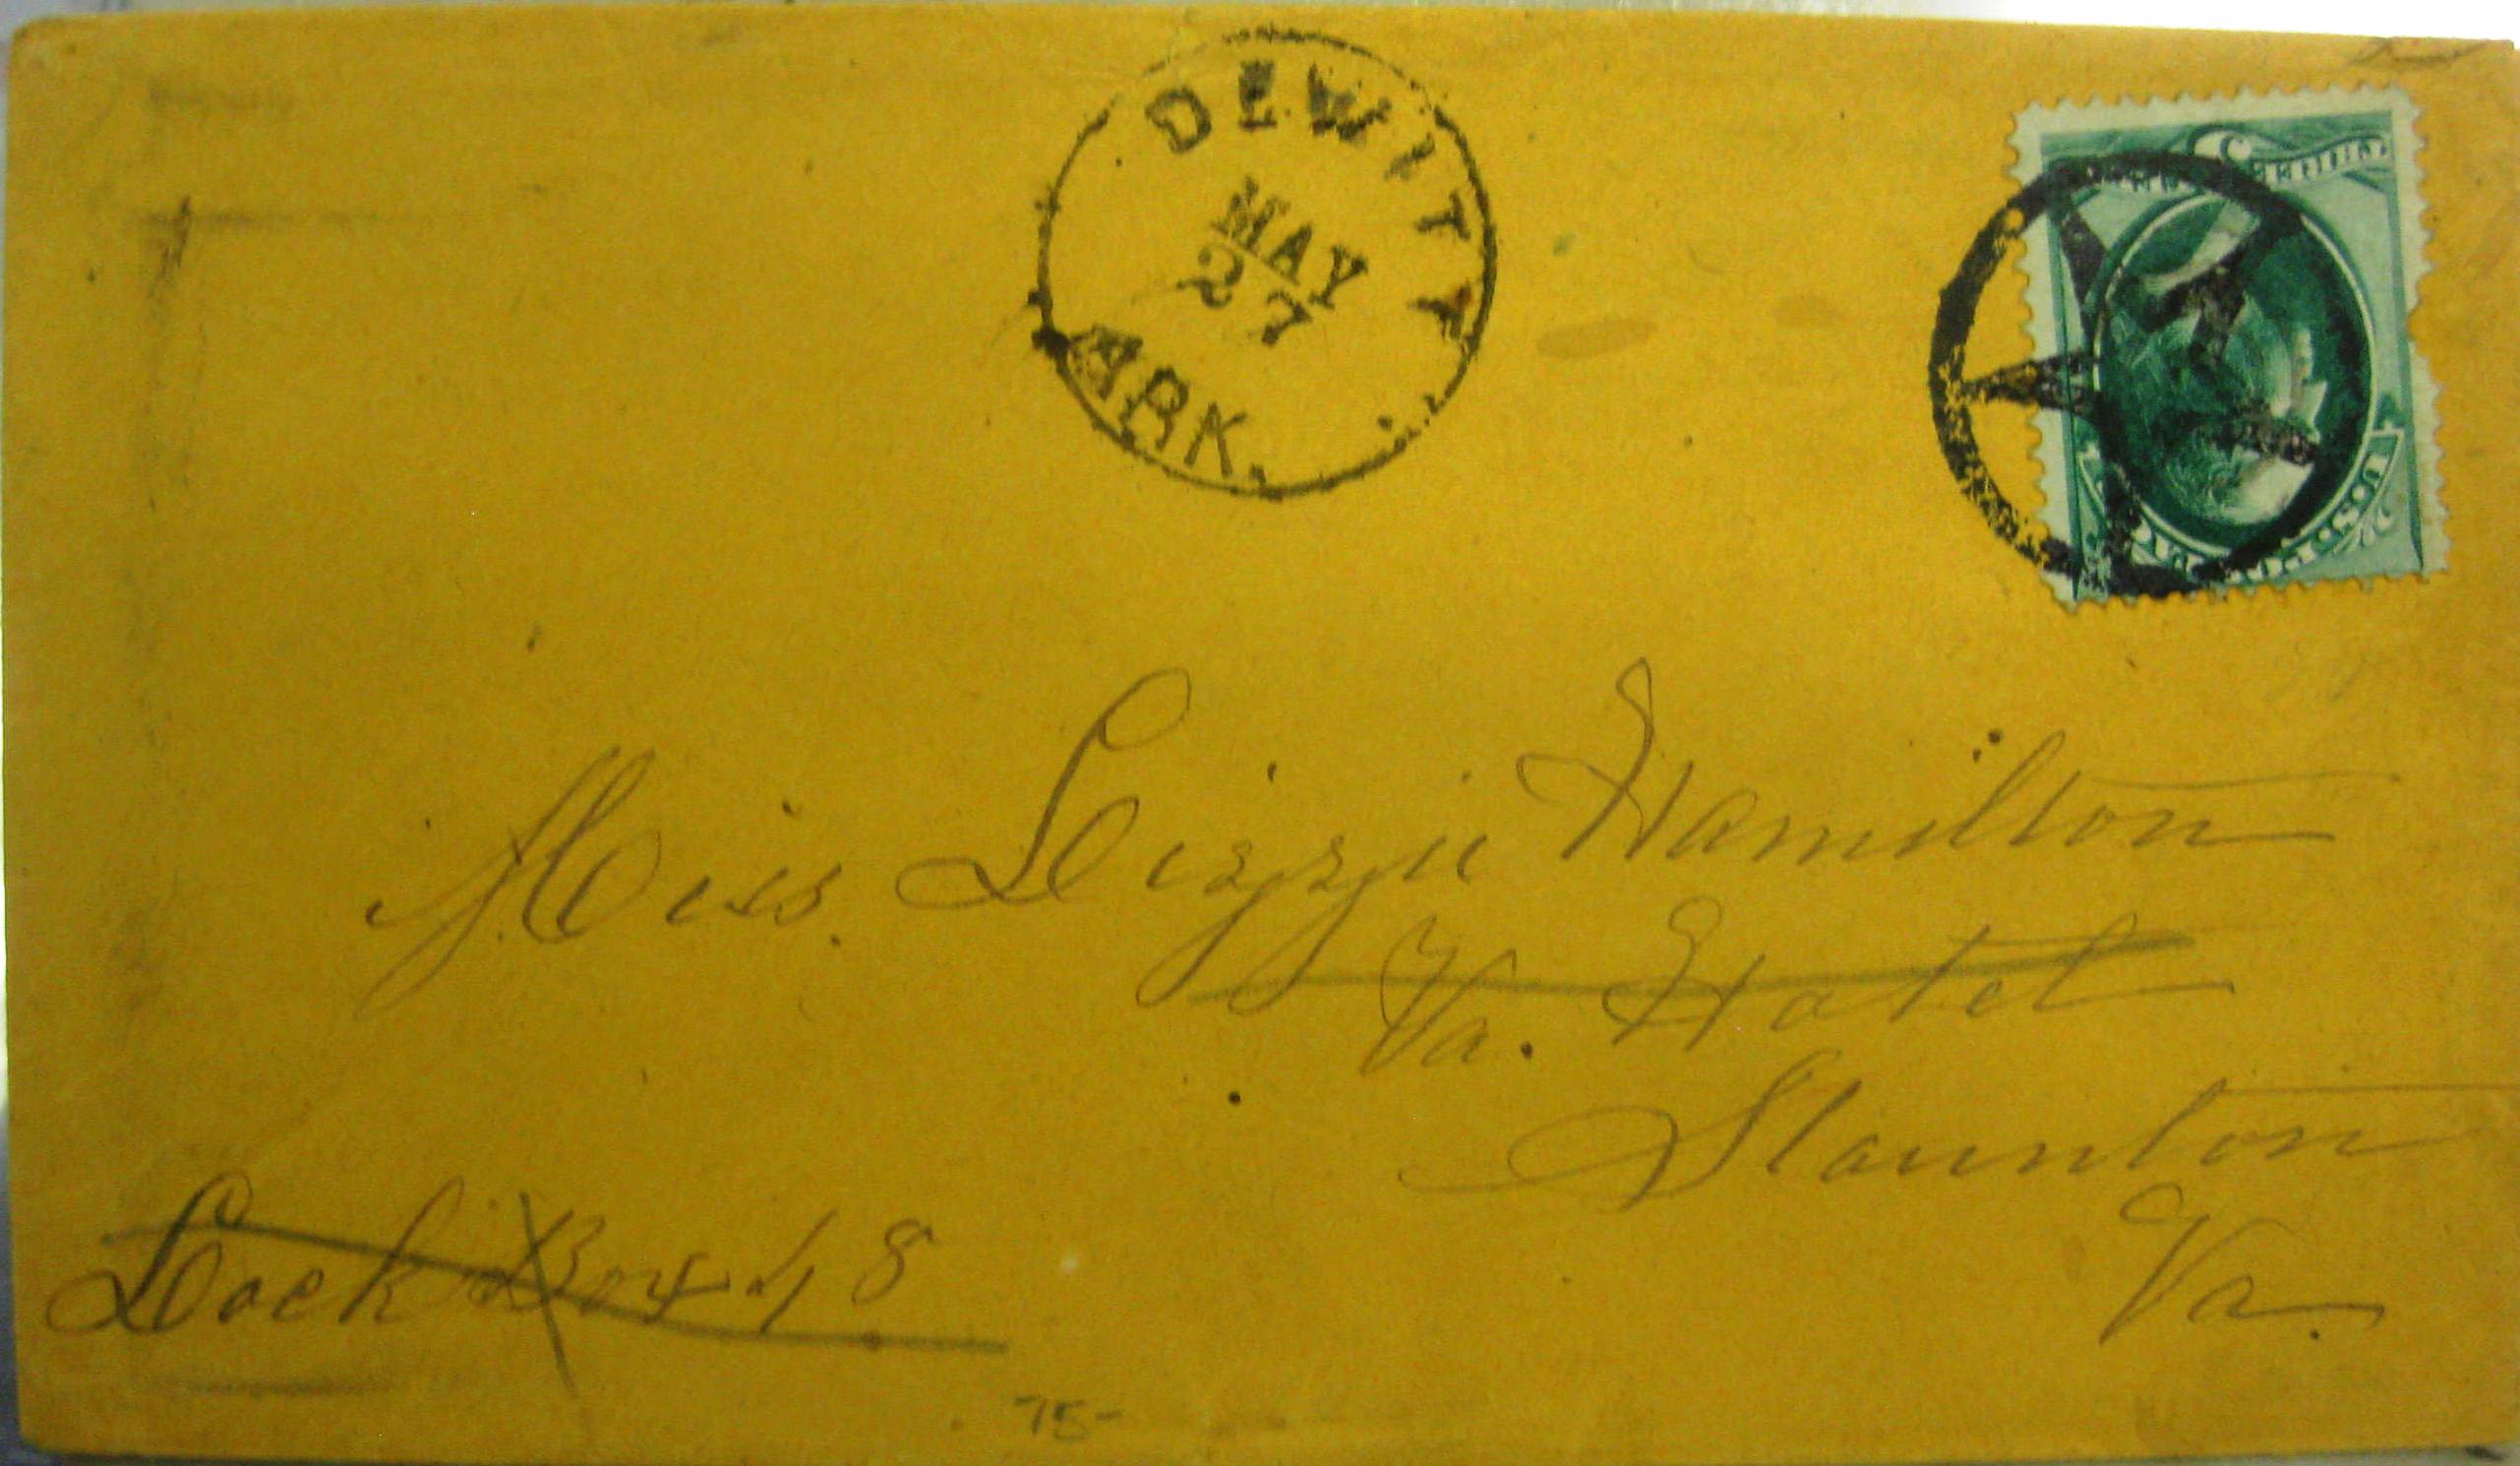 DEWITT
MAY
27
ARK.
Miss. Lizzie Hamilton
Va. Hotel
Staunton
Va.
Lock Box 48
75-